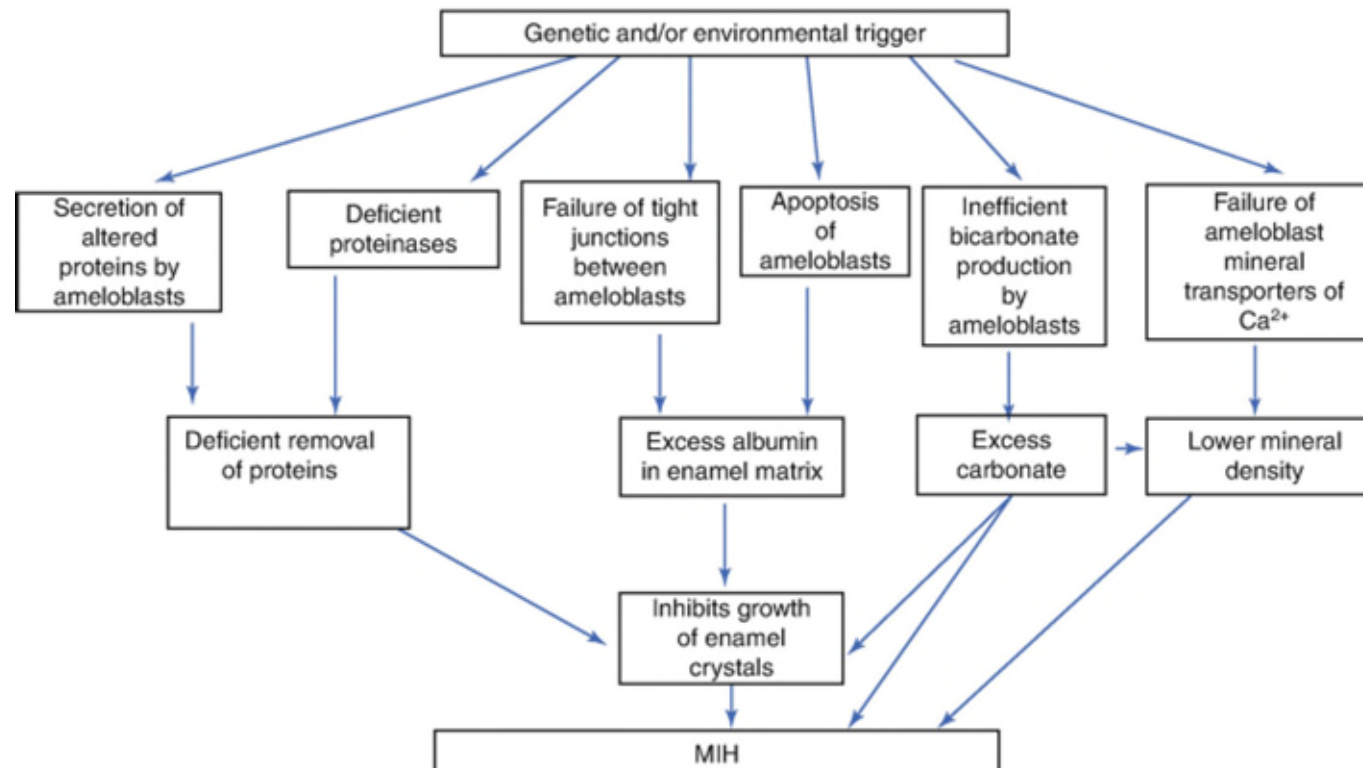 Genetic and/or environmental trigger
Secretion of
altered
proteins by
ameloblasts
Deficient
proteinases
Failure of tight
junctions
between
ameloblasts
Apoptosis
of
ameloblasts
Inefficient
bicarbonate
production
by
ameloblasts
Failure of
ameloblast
mineral
transporters of
Ca²⁺
Deficient removal
of proteins
Excess albumin
in enamel matrix
Excess
carbonate
Lower mineral
density
Inhibits growth
of enamel
crystals
MIH